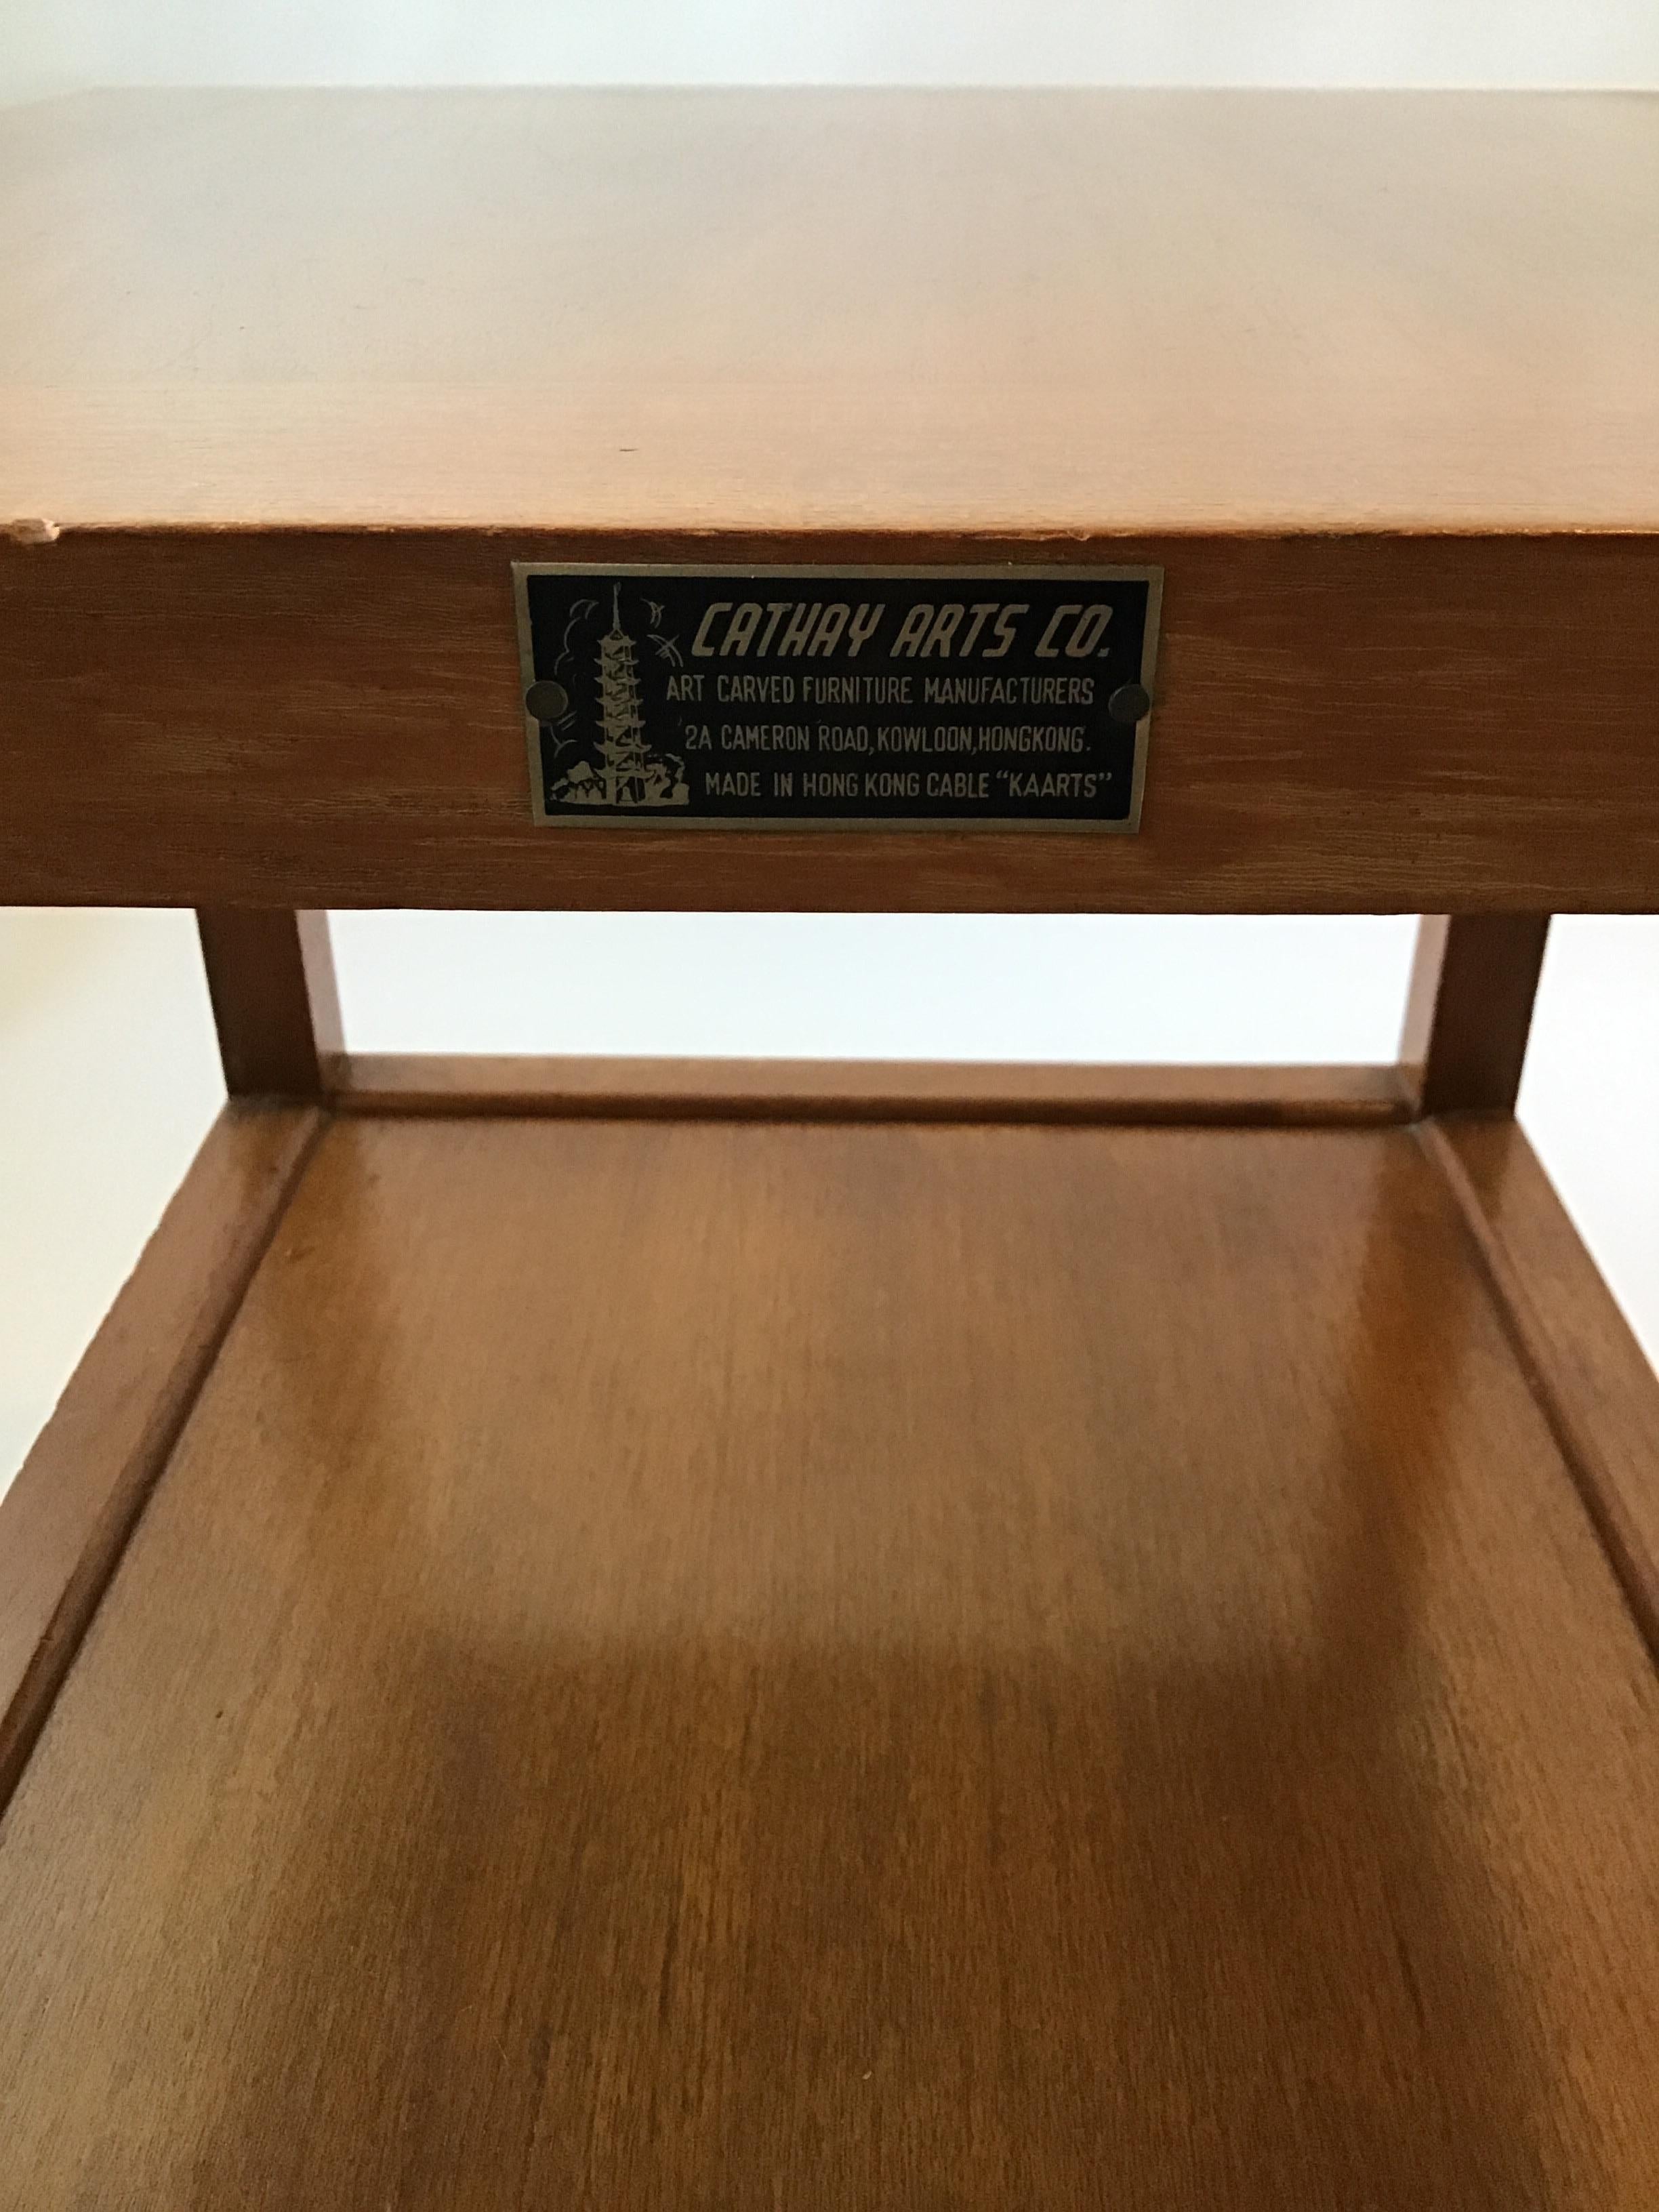 CATHAY ARTS CO.
ART CARVED FURNITURE MANUFACTURERS
2A CAMERON ROAD, KOWLOON, HONGKONG.
MADE IN HONG KONG CABLE "KAARTS"